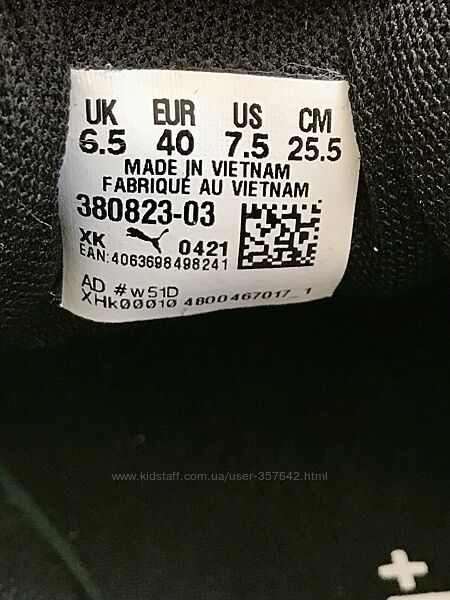 UK EUR US CM
6.5 40 7.5 25.5
MADE IN VIETNAM
FABRIQUÉ AU VIETNAM
380823-03
XK 0421
EAN:4063698498241
AD #w51D
XHk00010 4800467017_1
www.kidstaff.com.ua/user-357642.html